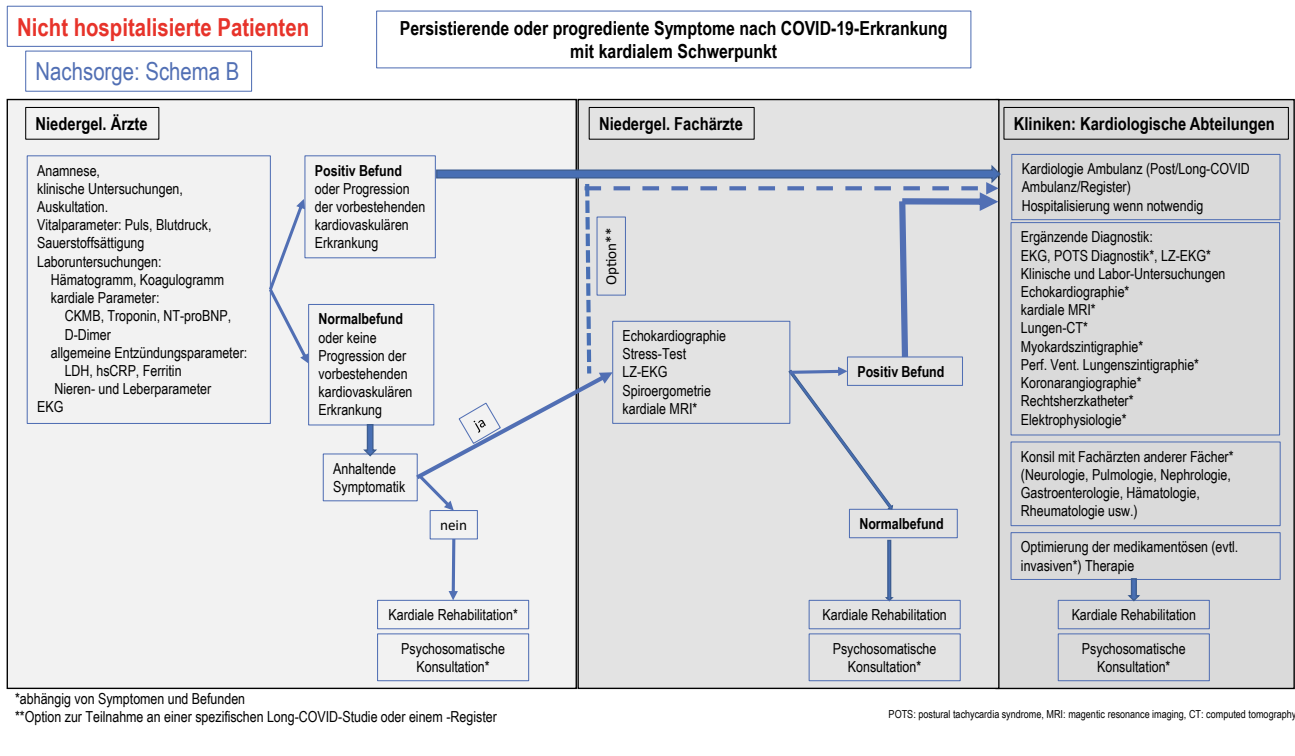 Nicht hospitalisierte Patienten
Nachsorge: Schema B
Persistierende oder progrediente Symptome nach COVID-19-Erkrankung
mit kardialem Schwerpunkt
Niedergel. Ärzte
Anamnese,
klinische Untersuchungen,
Auskultation.
Vitalparameter: Puls, Blutdruck,
Sauerstoffsättigung
Laboruntersuchungen:
Hämatogramm, Koagulogramm
kardiale Parameter:
CKMB, Troponin, NT-proBNP,
D-Dimer
allgemeine Entzündungsparameter:
LDH, hsCRP, Ferritin
Nieren- und Leberparameter
EKG
Positiv Befund
oder Progression
der vorbestehenden
kardiovaskulären
Erkrankung
Normalbefund
oder keine
Progression der
vorbestehenden
kardiovaskulären
Erkrankung
Anhaltende
Symptomatik
ja
nein
Kardiale Rehabilitation*
Psychosomatische
Konsultation*
Niedergel. Fachärzte
Option**
Echokardiographie
Stress-Test
LZ-EKG
Spiroergometrie
kardiale MRI*
Positiv Befund
Normalbefund
Kardiale Rehabilitation
Psychosomatische
Konsultation*
Kliniken: Kardiologische Abteilungen
Kardiologie Ambulanz (Post/Long-COVID
Ambulanz/Register)
Hospitalisierung wenn notwendig
Ergänzende Diagnostik:
EKG, POTS Diagnostik*, LZ-EKG*
Klinische und Labor-Untersuchungen
Echokardiographie*
kardiale MRI*
Lungen-CT*
Myokardszintigraphie*
Perf. Vent. Lungenszintigraphie*
Koronarangiographie*
Rechtsherzkatheter*
Elektrophysiologie*
Konsil mit Fachärzten anderer Fächer*
(Neurologie, Pulmologie, Nephrologie,
Gastroenterologie, Hämatologie,
Rheumatologie usw.)
Optimierung der medikamentösen (evtl.
invasiven*) Therapie
Kardiale Rehabilitation
Psychosomatische
Konsultation*
*abhängig von Symptomen und Befunden
**Option zur Teilnahme an einer spezifischen Long-COVID-Studie oder einem -Register
POTS: postural tachycardia syndrome, MRI: magentic resonance imaging, CT: computed tomography